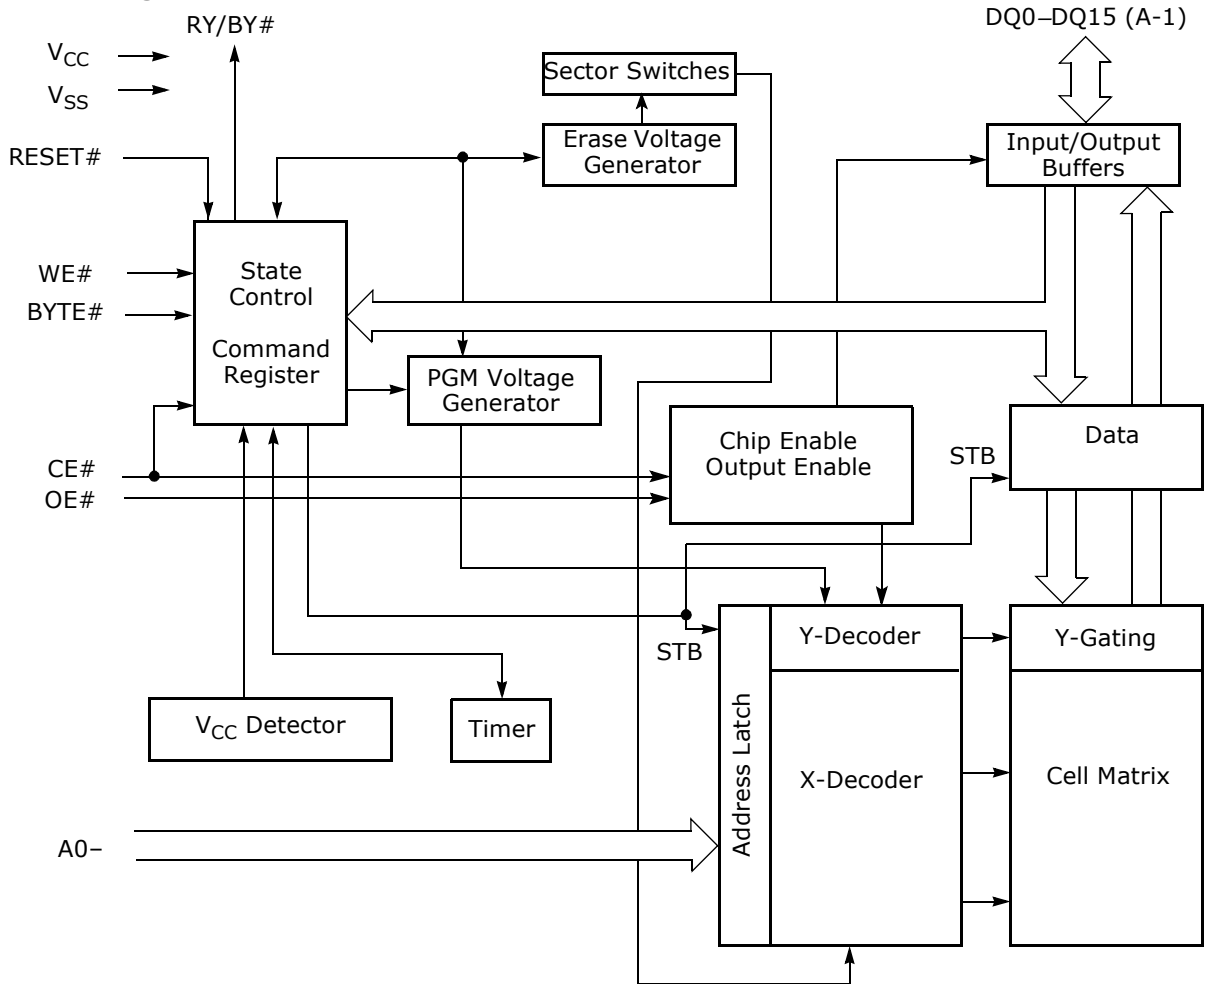 RY/BY#
DQ0–DQ15 (A-1)
VCC
VSS
Sector Switches
RESET#
Erase Voltage
Generator
Input/Output
Buffers
WE#
BYTE#
State
Control
Command
Register
PGM Voltage
Generator
CE#
OE#
Chip Enable
Output Enable
STB
Data
STB
Y-Decoder
Y-Gating
VCC Detector
Timer
Address Latch
X-Decoder
Cell Matrix
A0–